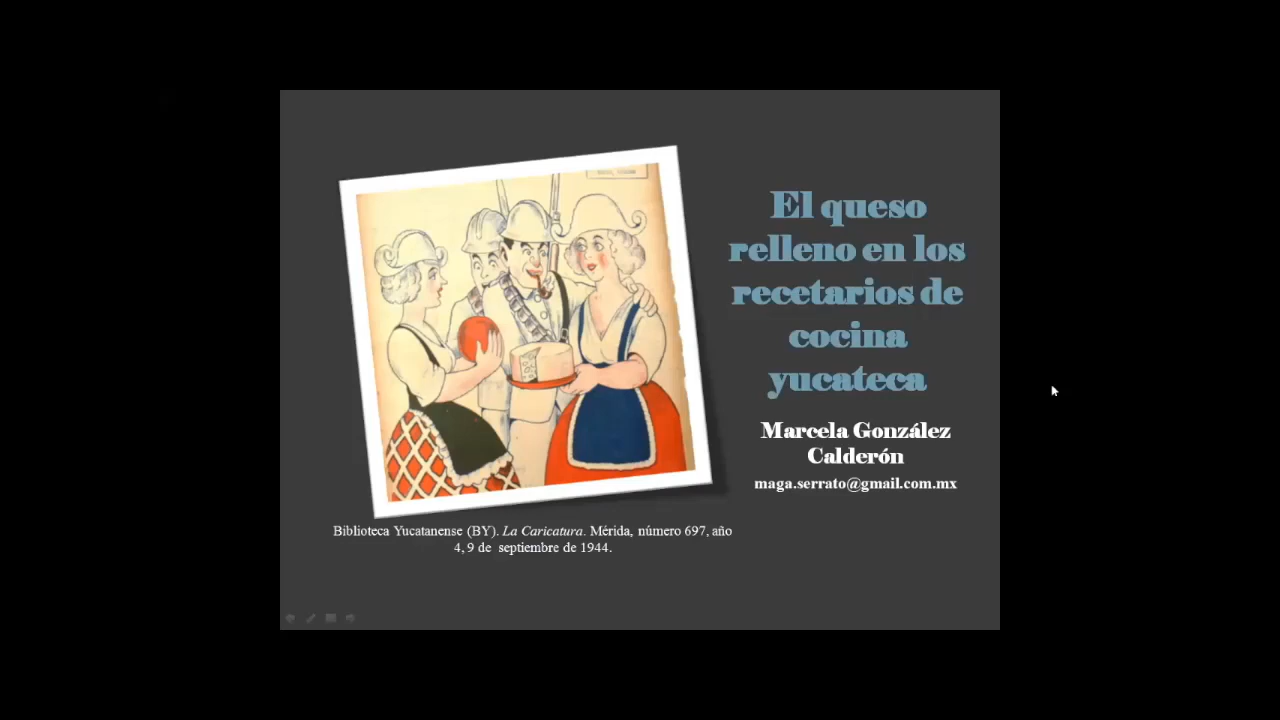 El queso
relleno en los
recetarios de
cocina
yucateca
Marcela González
Calderón
maga.serrato@gmail.com.mx
Biblioteca Yucatanense (BY). La Caricatura. Mérida, número 697, año
4, 9 de septiembre de 1944.